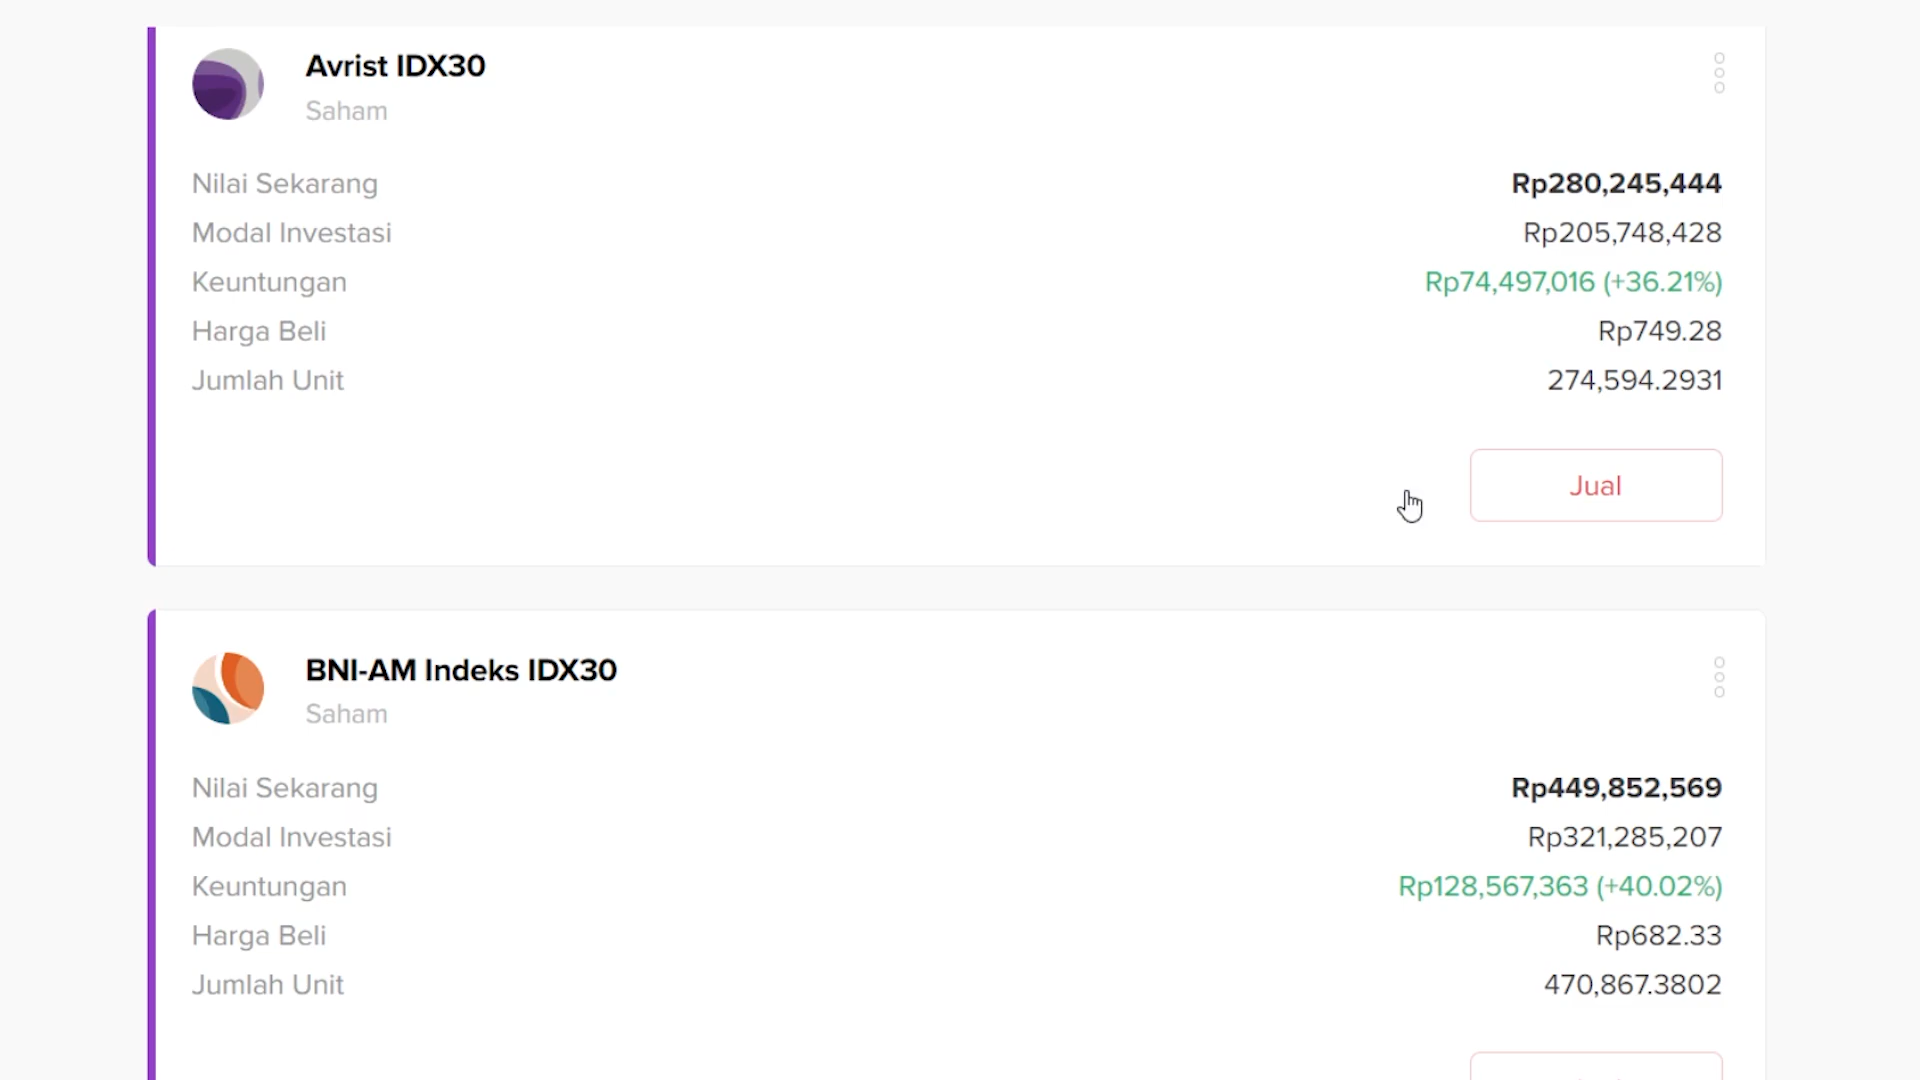 Avrist IDX30
Saham
Nilai Sekarang Rp280,245,444
Modal Investasi Rp205,748,428
Keuntungan Rp74,497,016 (+36.21%)
Harga Beli Rp749.28
Jumlah Unit 274,594.2931
Jual
BNI-AM Indeks IDX30
Saham
Nilai Sekarang Rp449,852,569
Modal Investasi Rp321,285,207
Keuntungan Rp128,567,363 (+40.02%)
Harga Beli Rp682.33
Jumlah Unit 470,867.3802